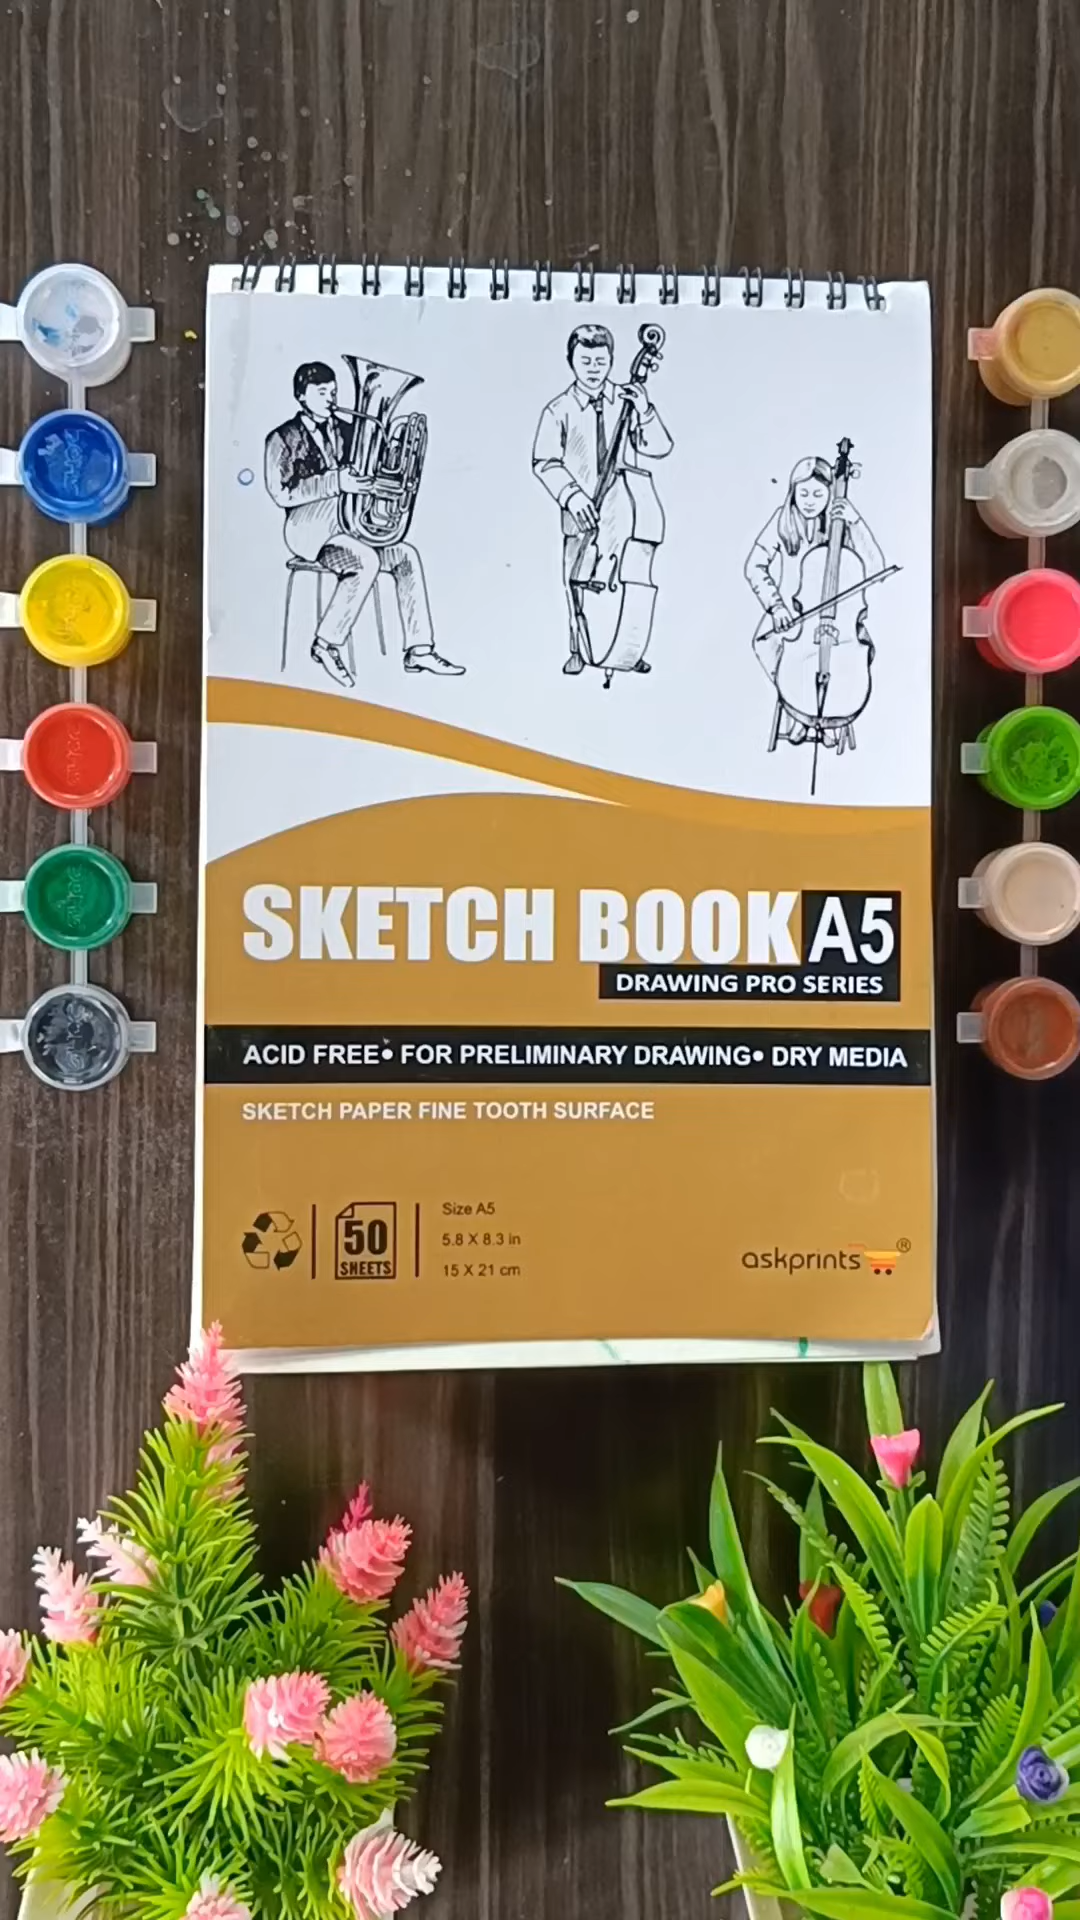 SKETCH BOOK A5
DRAWING PRO SERIES
ACID FREE• FOR PRELIMINARY DRAWING• DRY MEDIA
SKETCH PAPER FINE TOOTH SURFACE
50
SHEETS
Size A5
5.8 X 8.3 in
15 X 21 cm
askprints®